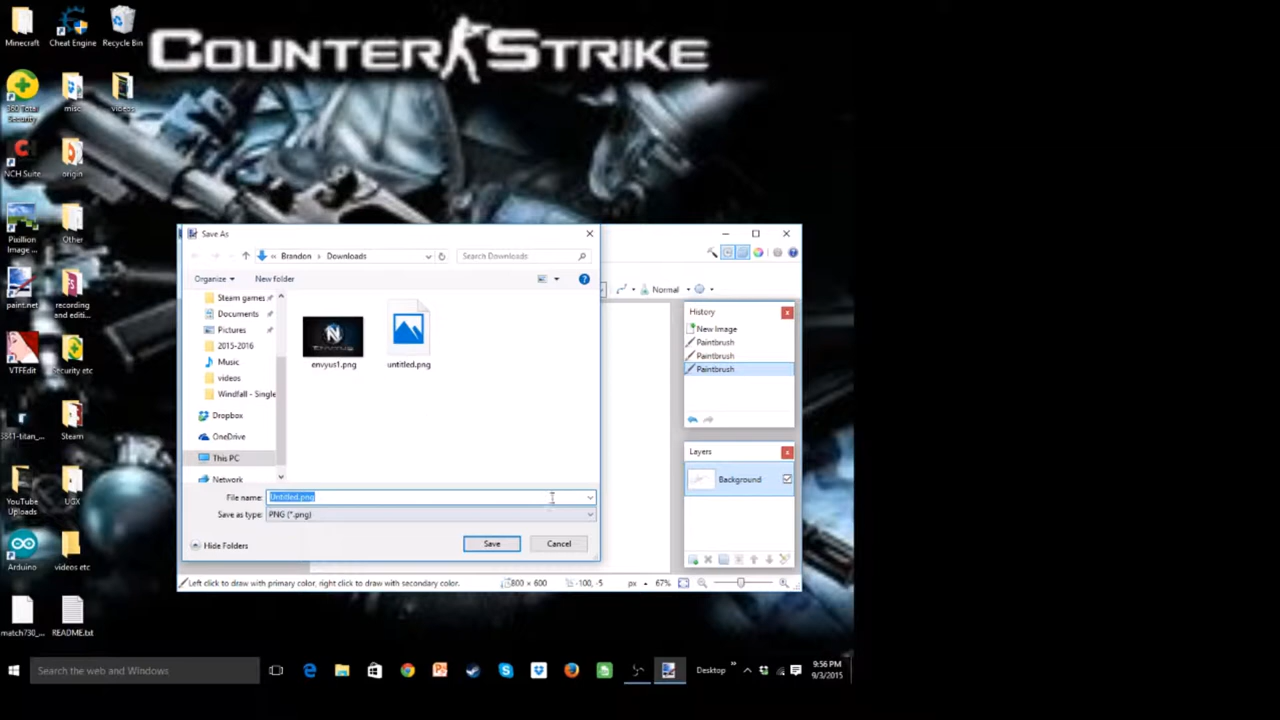 COUNTER STRIKE
Minecraft
Cheat Engine
Recycle Bin
360 Total
Security
misc
videos
NCH Suite
origin
Pixillion
Image ...
Other
paint.net
recording
and editi...
VTFEdit
Security etc
3841-titan_...
Steam
YouTube
Uploads
UGX
Arduino
videos etc
match730_...
README.txt
Save As
« Brandon > Downloads
Search Downloads
Organize
New folder
Steam games
Documents
Pictures
2015-2016
Music
videos
Windfall - Single
Dropbox
OneDrive
This PC
Network
envyus1.png
untitled.png
File name:
Untitled.png
Save as type:
PNG (*.png)
Hide Folders
Save
Cancel
Normal
History
New Image
Paintbrush
Paintbrush
Paintbrush
Layers
Background
Left click to draw with primary color, right click to draw with secondary color.
800 × 600
-100, -5
px
67%
Search the web and Windows
Desktop
9:56 PM
9/3/2015